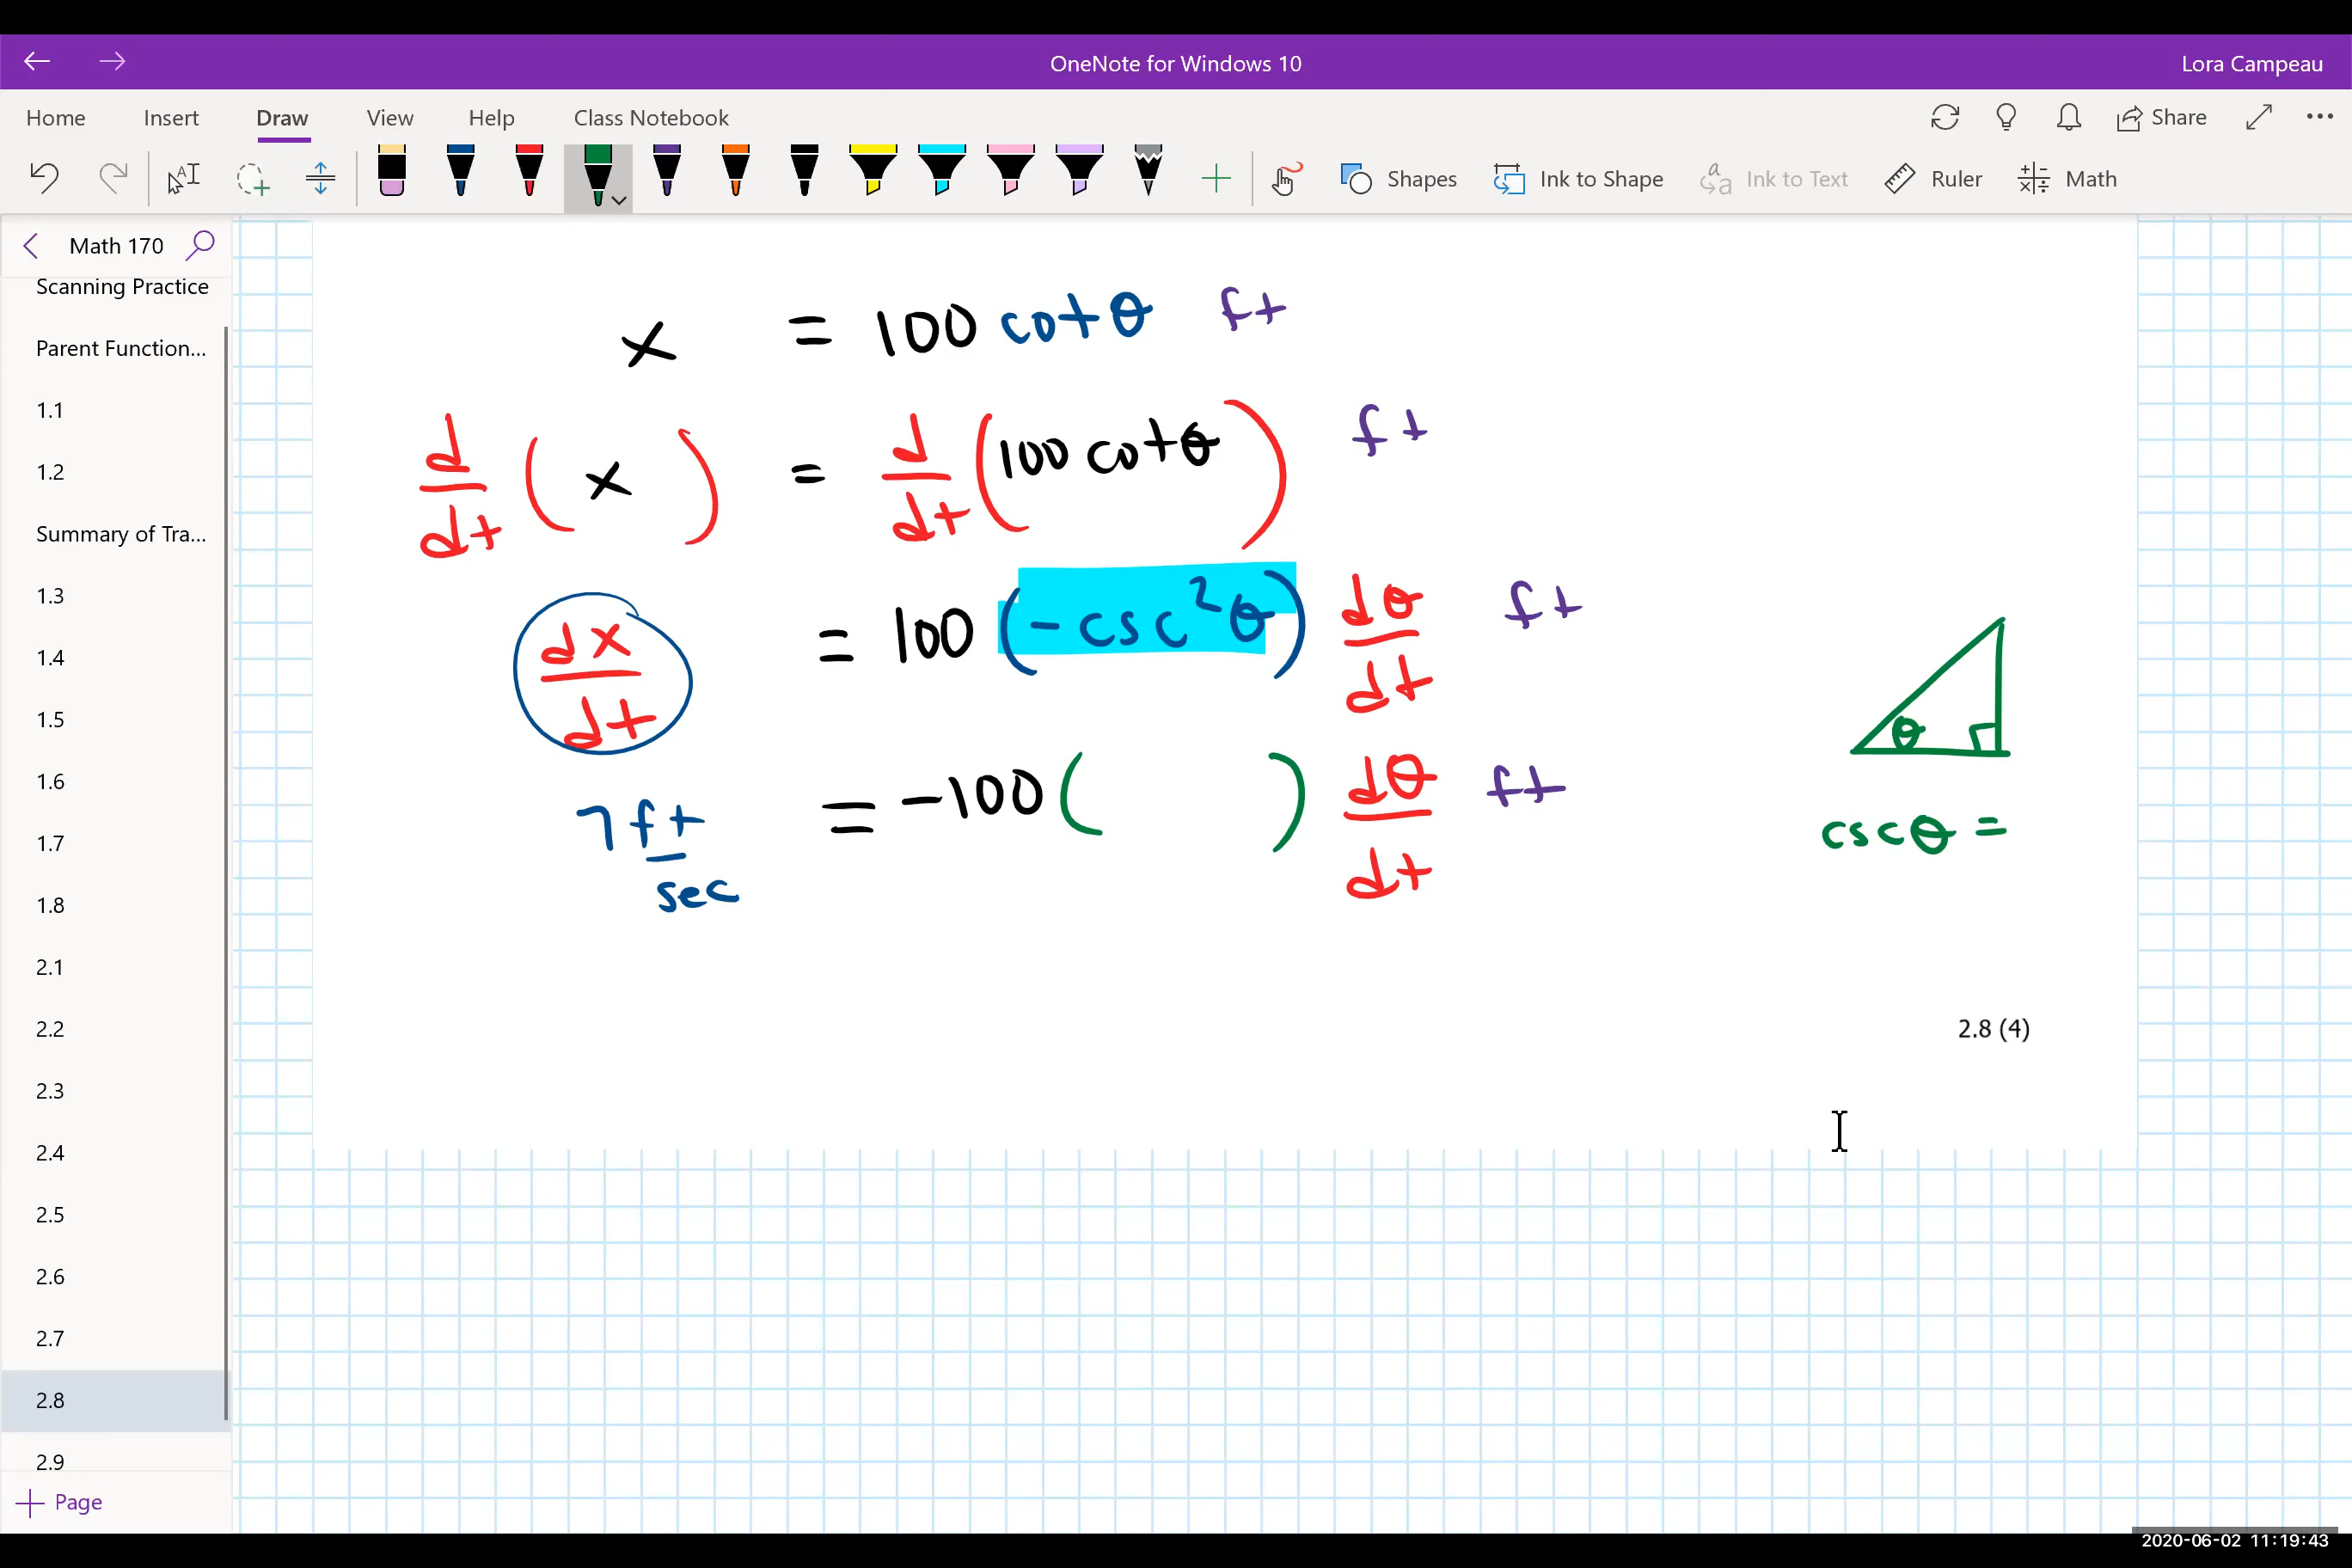 OneNote for Windows 10
Lora Campeau
Home Insert Draw View Help Class Notebook Share
Shapes Ink to Shape Ink to Text Ruler Math
Math 170
Scanning Practice
Parent Function...
1.1
1.2
Summary of Tra...
1.3
1.4
1.5
1.6
1.7
1.8
2.1
2.2
2.3
2.4
2.5
2.6
2.7
2.8
2.9
Page
x = 100 cot θ ft
d/dt (x) = d/dt (100 cot θ) ft
dx/dt = 100 (-csc²θ) dθ/dt ft
7 ft/sec = -100 ( ) dθ/dt ft
θ
csc θ =
2.8 (4)
2020-06-02 11:19:43